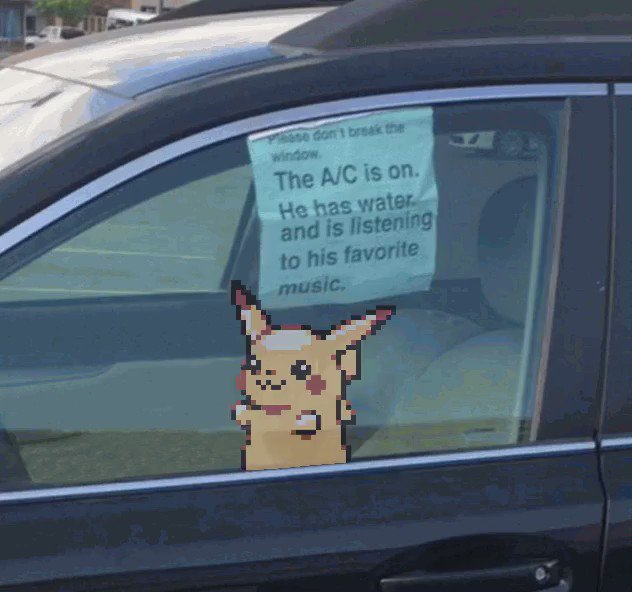 Please don't break the
window.
The A/C is on.
He has water.
and is listening
to his favorite
music.